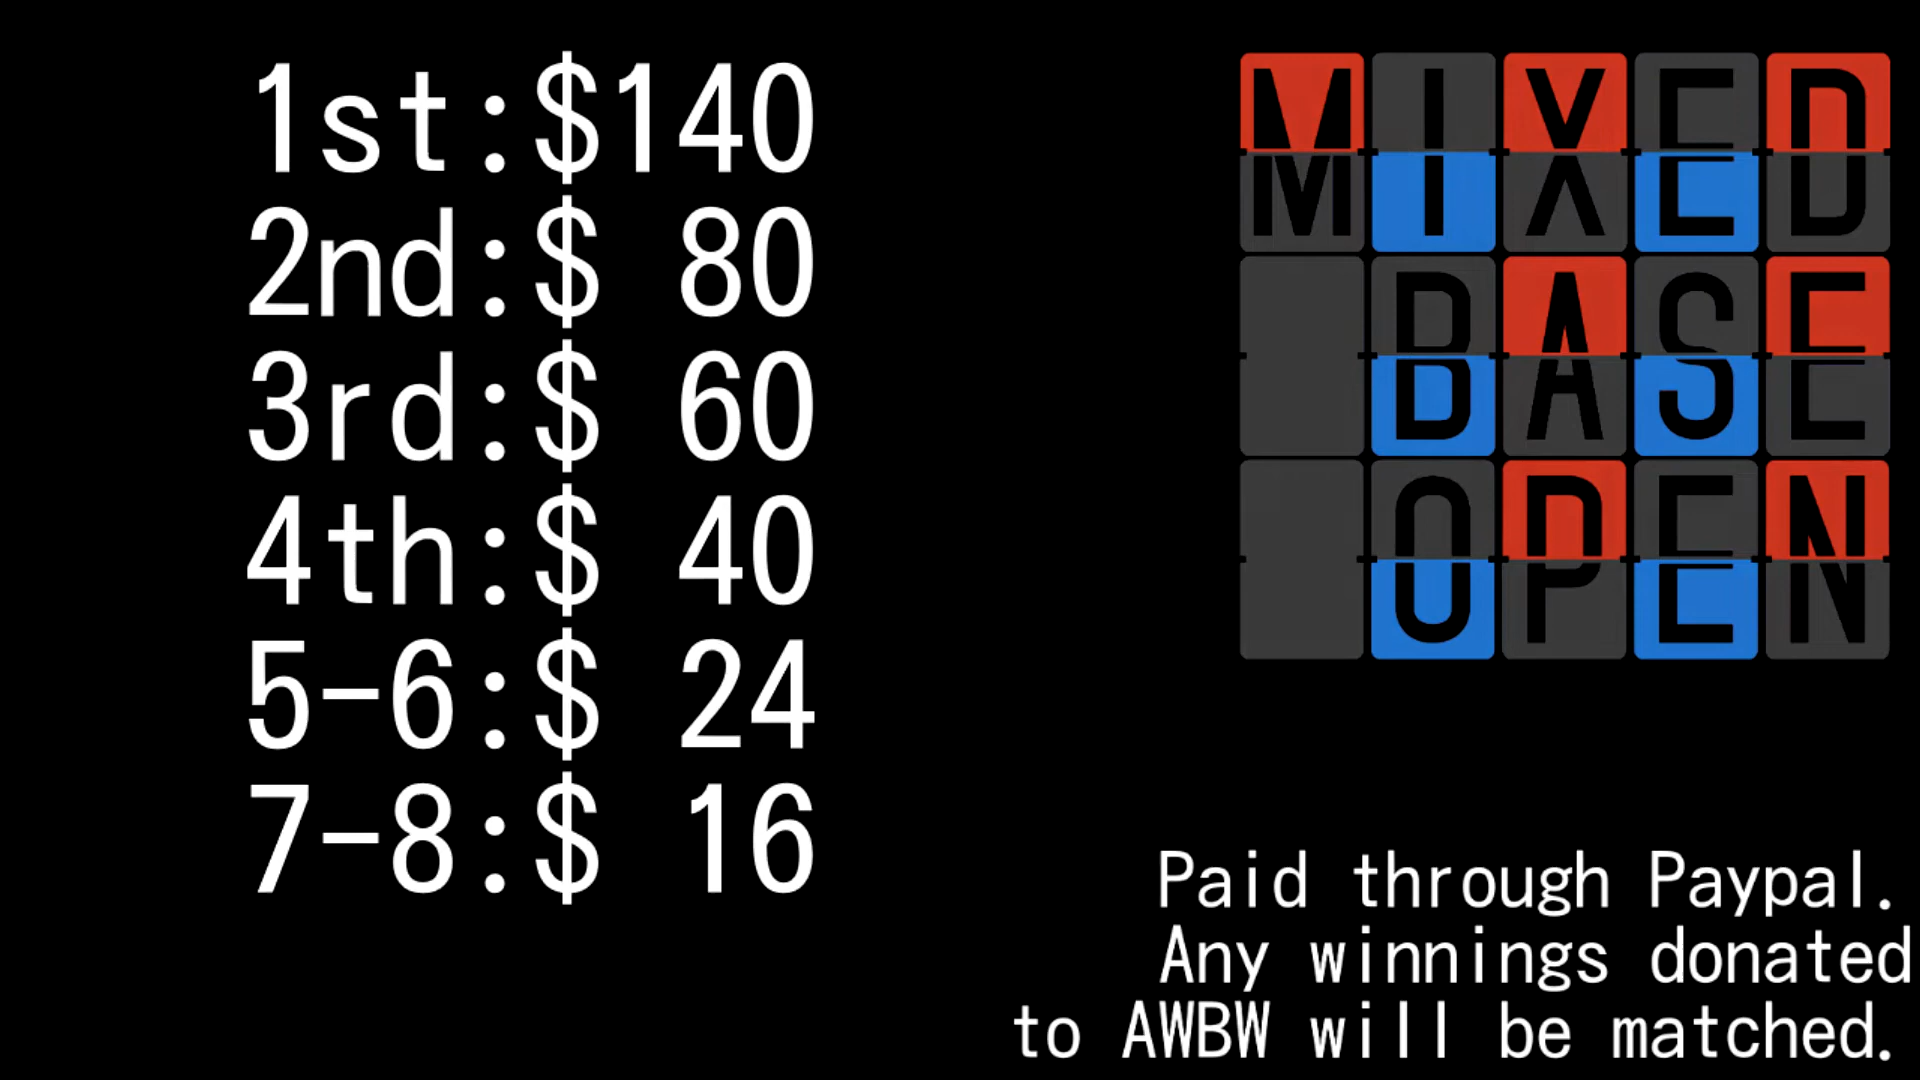 1st:$140
2nd:$ 80
3rd:$ 60
4th:$ 40
5-6:$ 24
7-8:$ 16
MIXED
BASE
OPEN
Paid through Paypal.
Any winnings donated
to AWBW will be matched.